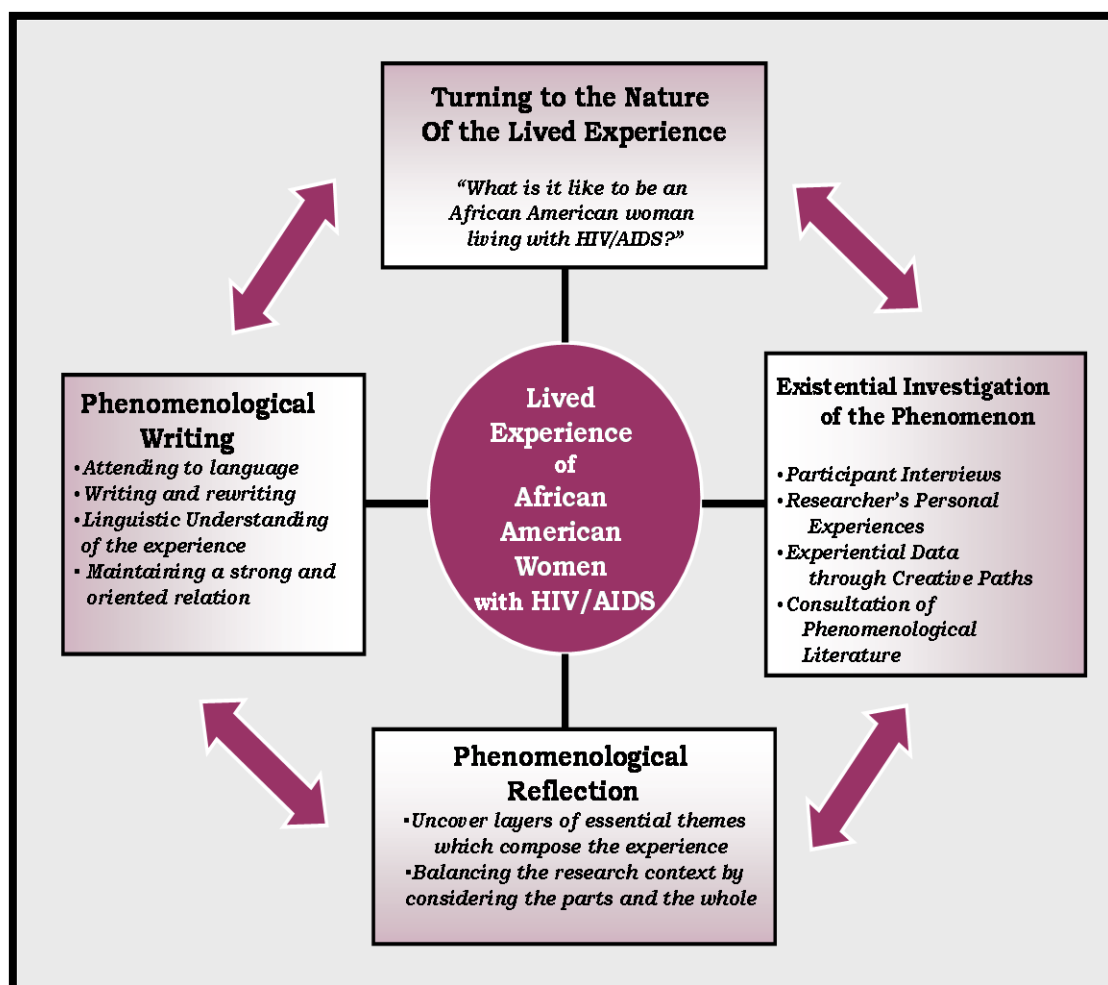 Turning to the Nature
Of the Lived Experience
“What is it like to be an
African American woman
living with HIV/AIDS?”
Existential Investigation
of the Phenomenon
• Participant Interviews
• Researcher’s Personal
Experiences
• Experiential Data
through Creative Paths
• Consultation of
Phenomenological
Literature
Phenomenological
Reflection
• Uncover layers of essential themes
which compose the experience
• Balancing the research context by
considering the parts and the whole
Phenomenological
Writing
• Attending to language
• Writing and rewriting
• Linguistic Understanding
of the experience
• Maintaining a strong and
oriented relation
Lived
Experience
of
African
American
Women
with HIV/AIDS